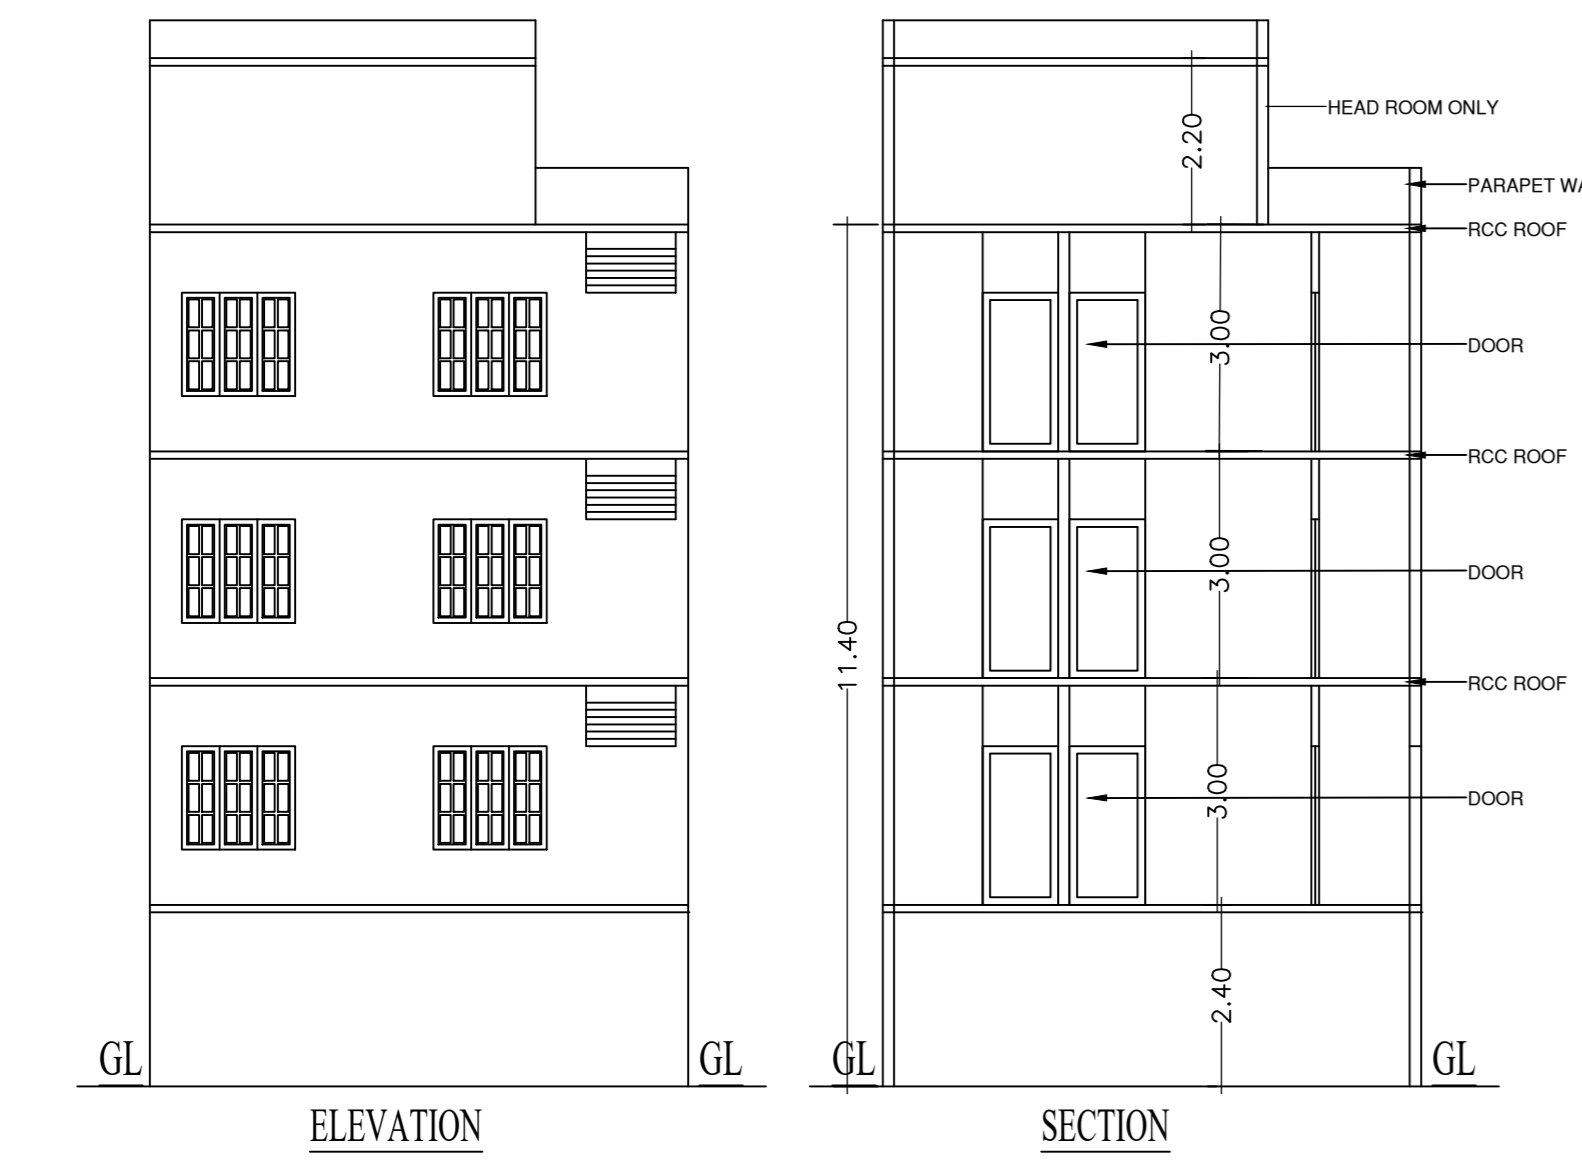 HEAD ROOM ONLY
2.20
PARAPET
RCC ROOF
3.00
DOOR
RCC ROOF
3.00
DOOR
11.40
RCC ROOF
3.00
DOOR
2.40
GL
GL
GL
GL
ELEVATION
SECTION